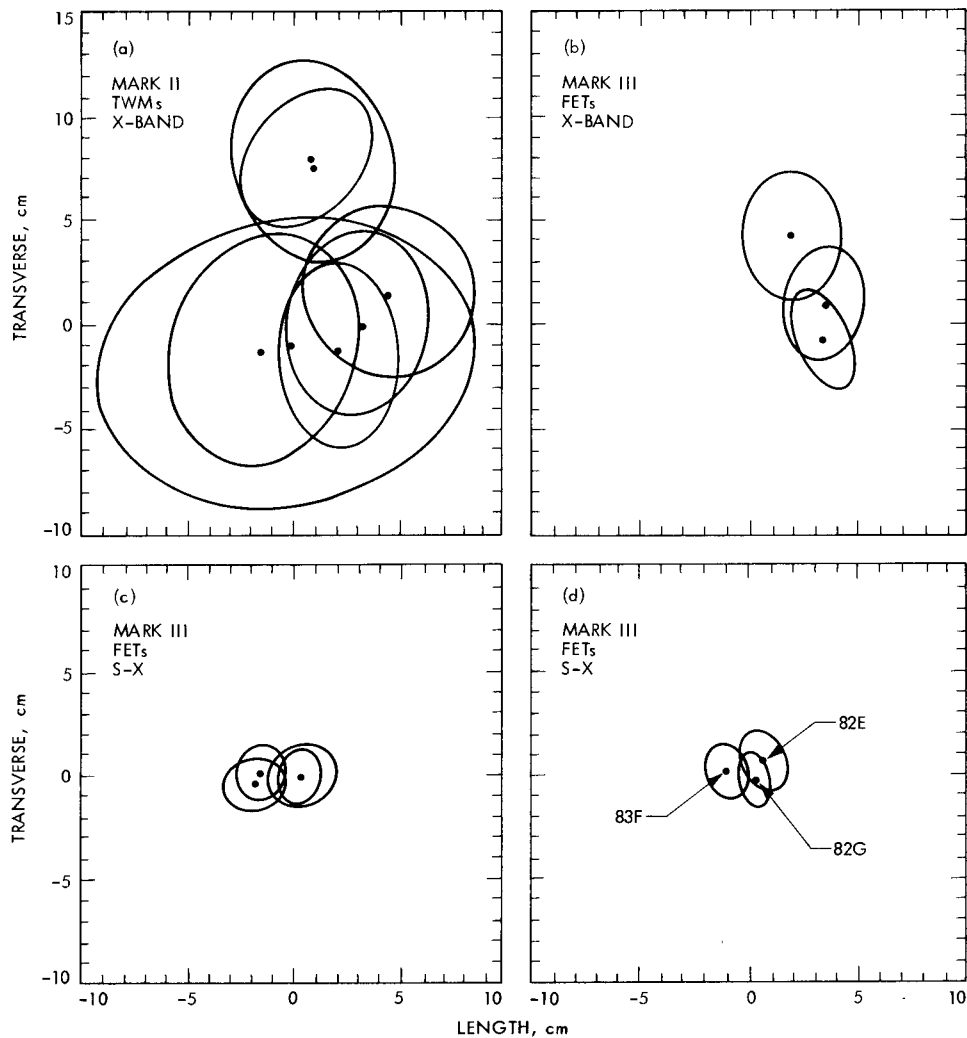 15
10
5
0
-5
-10
TRANSVERSE, cm
(a)
MARK II
TWMs
X-BAND
(b)
MARK III
FETs
X-BAND
10
5
0
-5
-10
TRANSVERSE, cm
(c)
MARK III
FETs
S-X
(d)
MARK III
FETs
S-X
82E
83F
82G
-5
0
5
10
-10
-5
0
5
10
LENGTH, cm